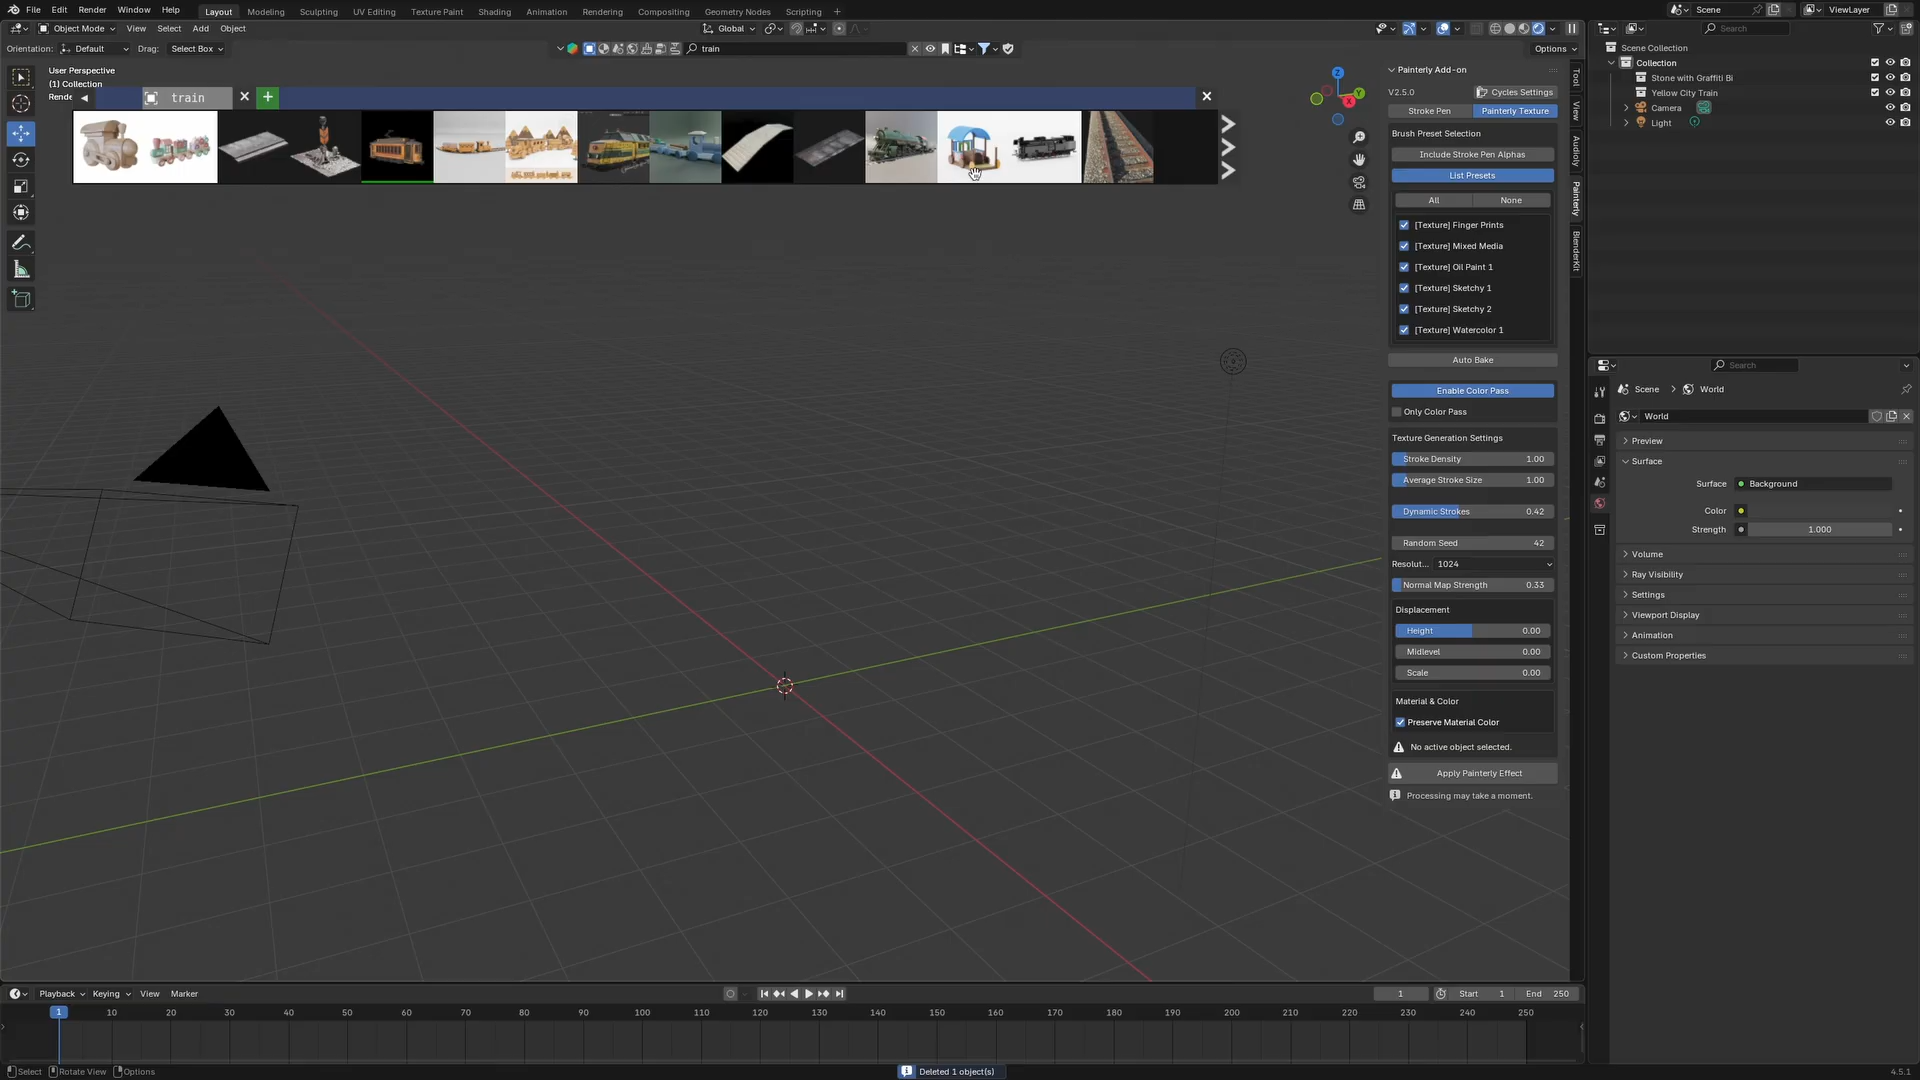 File Edit Render Window Help Layout Modeling Sculpting UV Editing Texture Paint Shading Animation Rendering Compositing Geometry Nodes Scripting + Scene ViewLayer
Object Mode View Select Add Object Global Search
Orientation: Default Drag: Select Box train Options
Scene Collection
Collection
Stone with Graffiti Bi
Yellow City Train
Camera
Light
User Perspective
(1) Collection
Rende
train
Painterly Add-on
V2.5.0 Cycles Settings
Stroke Pen Painterly Texture
Brush Preset Selection
Include Stroke Pen Alphas
List Presets
All None
[Texture] Finger Prints
[Texture] Mixed Media
[Texture] Oil Paint 1
[Texture] Sketchy 1
[Texture] Sketchy 2
[Texture] Watercolor 1
Auto Bake
Enable Color Pass
Only Color Pass
Texture Generation Settings
Stroke Density 1.00
Average Stroke Size 1.00
Dynamic Strokes 0.42
Random Seed 42
Resolut... 1024
Normal Map Strength 0.33
Displacement
Height 0.00
Midlevel 0.00
Scale 0.00
Material & Color
Preserve Material Color
No active object selected.
Apply Painterly Effect
Processing may take a moment.
Tool
View
Audioly
Painterly
BlenderKit
Z
Y
X
Search
Scene World
World
Preview
Surface
Surface Background
Color
Strength 1.000
Volume
Ray Visibility
Settings
Viewport Display
Animation
Custom Properties
Playback Keying View Marker 1 Start 1 End 250
1 10 20 30 40 50 60 70 80 90 100 110 120 130 140 150 160 170 180 190 200 210 220 230 240 250
Select Rotate View Options Deleted 1 object(s) 4.5.1